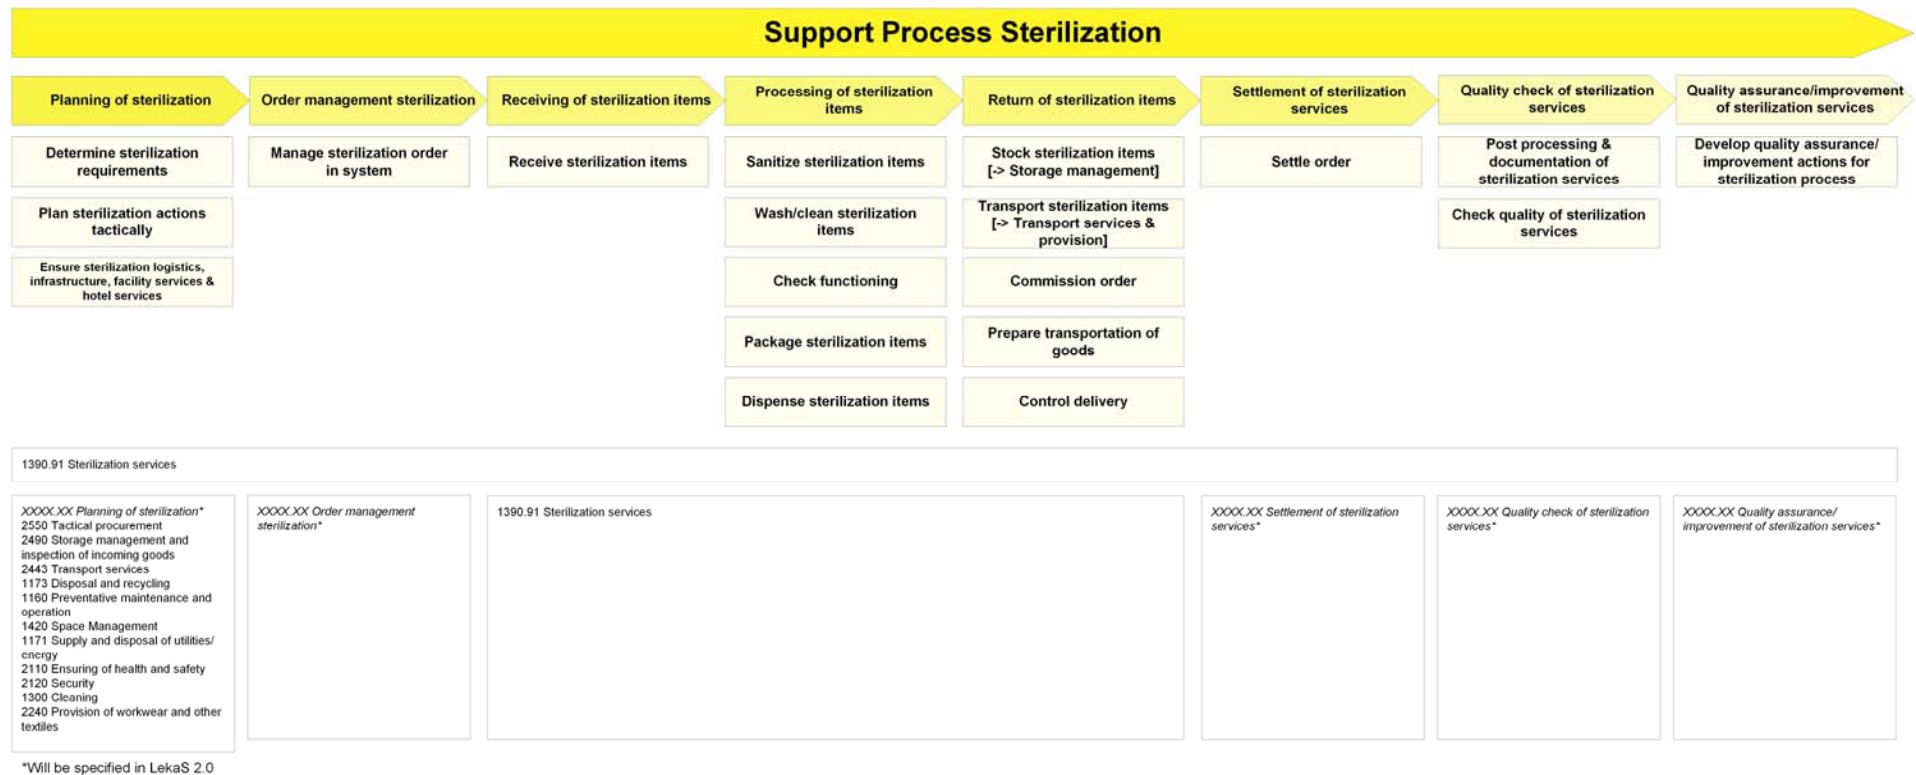 Support Process Sterilization
Planning of sterilization
Order management sterilization
Receiving of sterilization items
Processing of sterilization
items
Return of sterilization items
Settlement of sterilization
services
Quality check of sterilization
services
Quality assurance/improvement
of sterilization services
Determine sterilization
requirements
Plan sterilization actions
tactically
Ensure sterilization logistics,
infrastructure, facility services &
hotel services
Manage sterilization order
in system
Receive sterilization items
Sanitize sterilization items
Wash/clean sterilization
items
Check functioning
Package sterilization items
Dispense sterilization items
Stock sterilization items
[-> Storage management]
Transport sterilization items
[-> Transport services &
provision]
Commission order
Prepare transportation of
goods
Control delivery
Settle order
Post processing &
documentation of
sterilization services
Check quality of sterilization
services
Develop quality assurance/
improvement actions for
sterilization process
1390.91 Sterilization services
XXXX.XX Planning of sterilization*
2550 Tactical procurement
2490 Storage management and
inspection of incoming goods
2443 Transport services
1173 Disposal and recycling
1160 Preventative maintenance and
operation
1420 Space Management
1171 Supply and disposal of utilities/
energy
2110 Ensuring of health and safety
2120 Security
1300 Cleaning
2240 Provision of workwear and other
textiles
XXXX.XX Order management
sterilization*
1390.91 Sterilization services
XXXX.XX Settlement of sterilization
services*
XXXX.XX Quality check of sterilization
services*
XXXX.XX Quality assurance/
improvement of sterilization services*
*Will be specified in LekaS 2.0